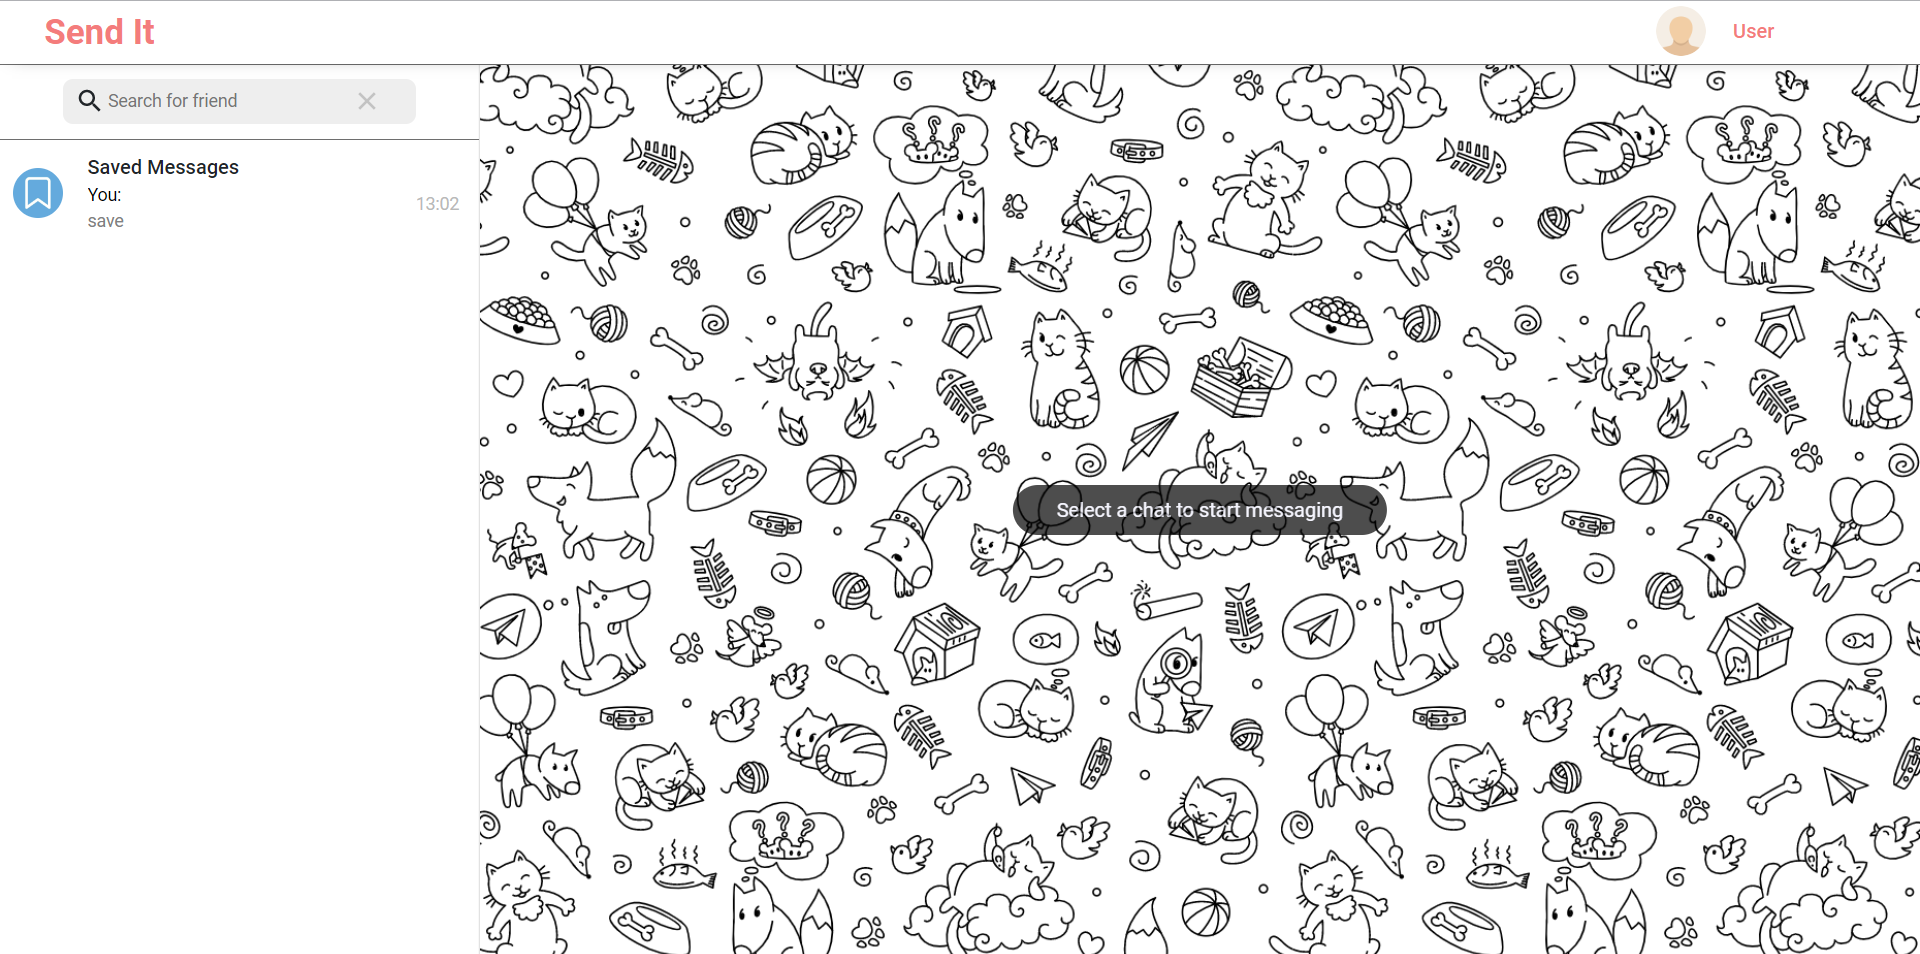 Send It
User
Search for friend
Saved Messages
You:
save
13:02
Select a chat to start messaging